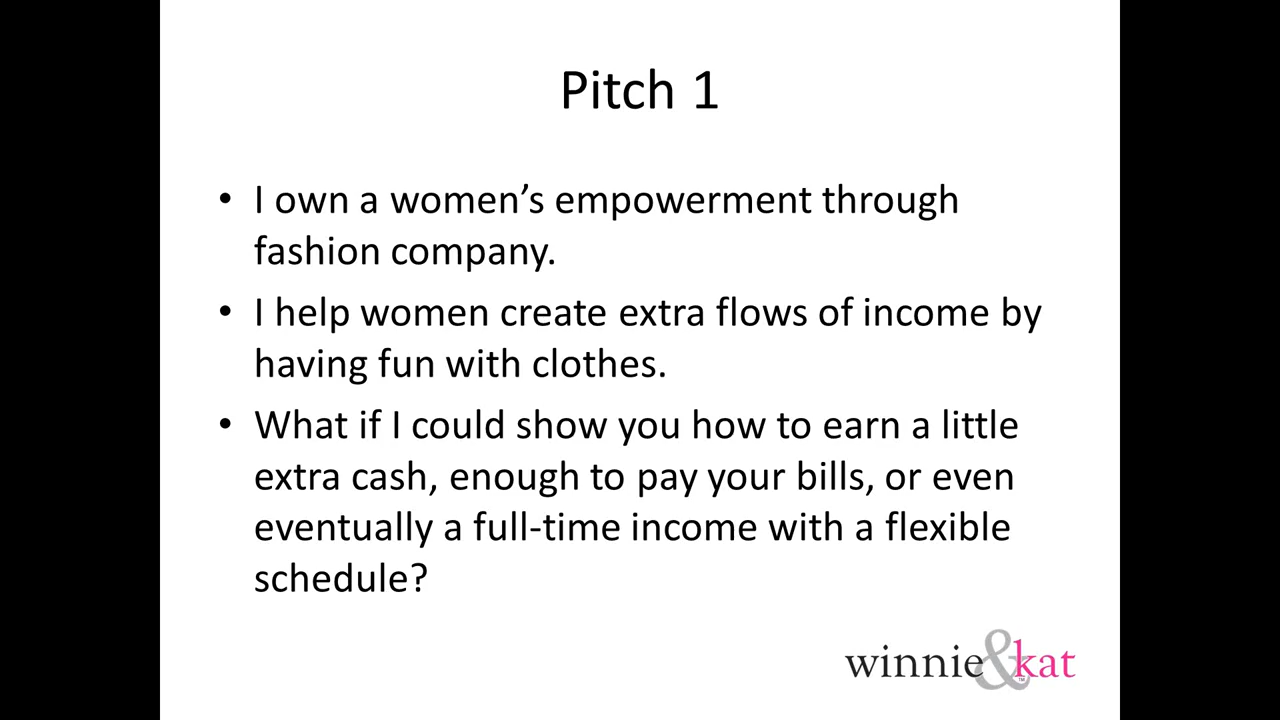 Pitch 1
• I own a women’s empowerment through
fashion company.
• I help women create extra flows of income by
having fun with clothes.
• What if I could show you how to earn a little
extra cash, enough to pay your bills, or even
eventually a full-time income with a flexible
schedule?
winnie&kat™